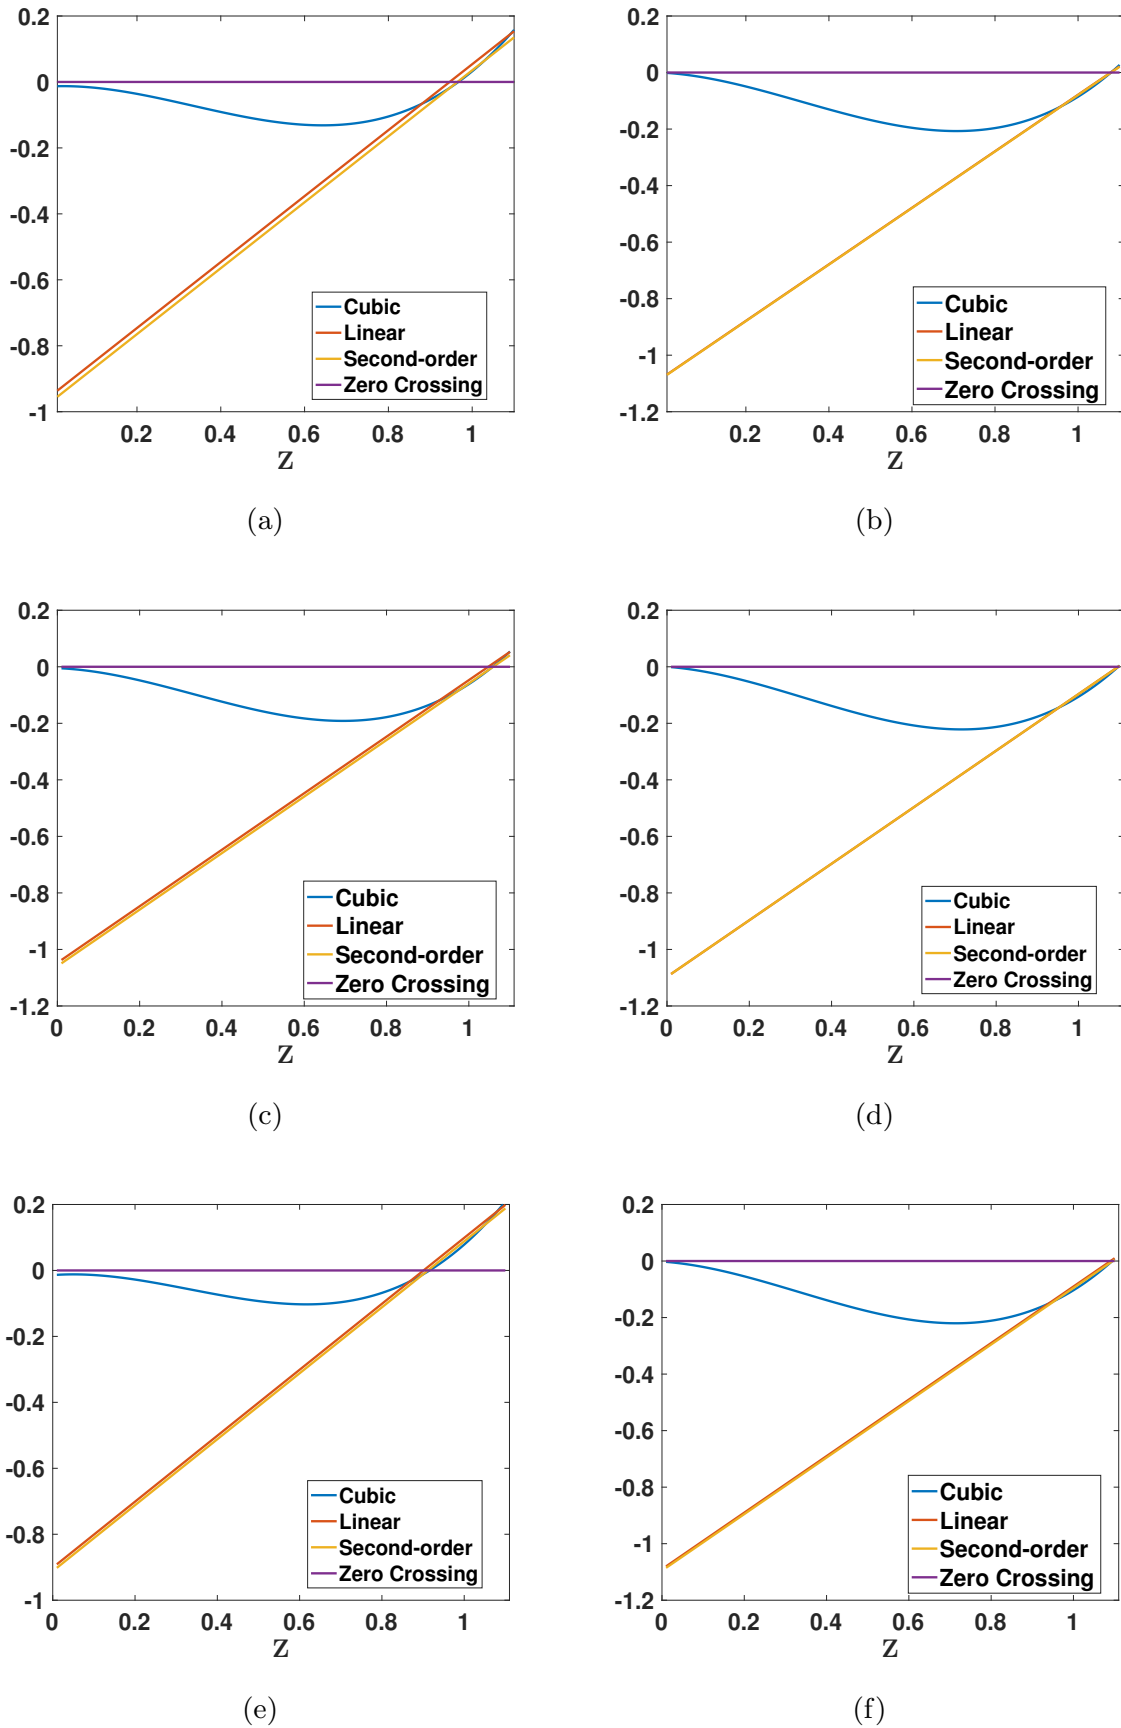 0.2
0
-0.2
-0.4
-0.6
-0.8
-1
0.2 0.4 0.6 0.8 1
Z
Cubic
Linear
Second-order
Zero Crossing
(a)
0.2
0
-0.2
-0.4
-0.6
-0.8
-1
-1.2
0.2 0.4 0.6 0.8 1
Z
Cubic
Linear
Second-order
Zero Crossing
(b)
0.2
0
-0.2
-0.4
-0.6
-0.8
-1
-1.2
0 0.2 0.4 0.6 0.8 1
Z
Cubic
Linear
Second-order
Zero Crossing
(c)
0.2
0
-0.2
-0.4
-0.6
-0.8
-1
-1.2
0 0.2 0.4 0.6 0.8 1
Z
Cubic
Linear
Second-order
Zero Crossing
(d)
0.2
0
-0.2
-0.4
-0.6
-0.8
-1
0 0.2 0.4 0.6 0.8 1
Z
Cubic
Linear
Second-order
Zero Crossing
(e)
0.2
0
-0.2
-0.4
-0.6
-0.8
-1
-1.2
0 0.2 0.4 0.6 0.8 1
Z
Cubic
Linear
Second-order
Zero Crossing
(f)